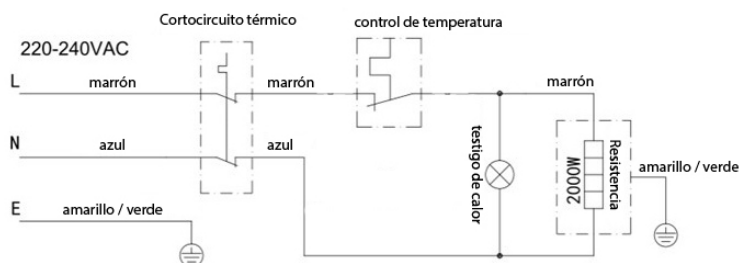 Cortocircuito térmico
control de temperatura
220-240VAC
L
marrón
marrón
marrón
N
azul
azul
testigo de calor
2000W
Resistencia
amarillo / verde
E
amarillo / verde